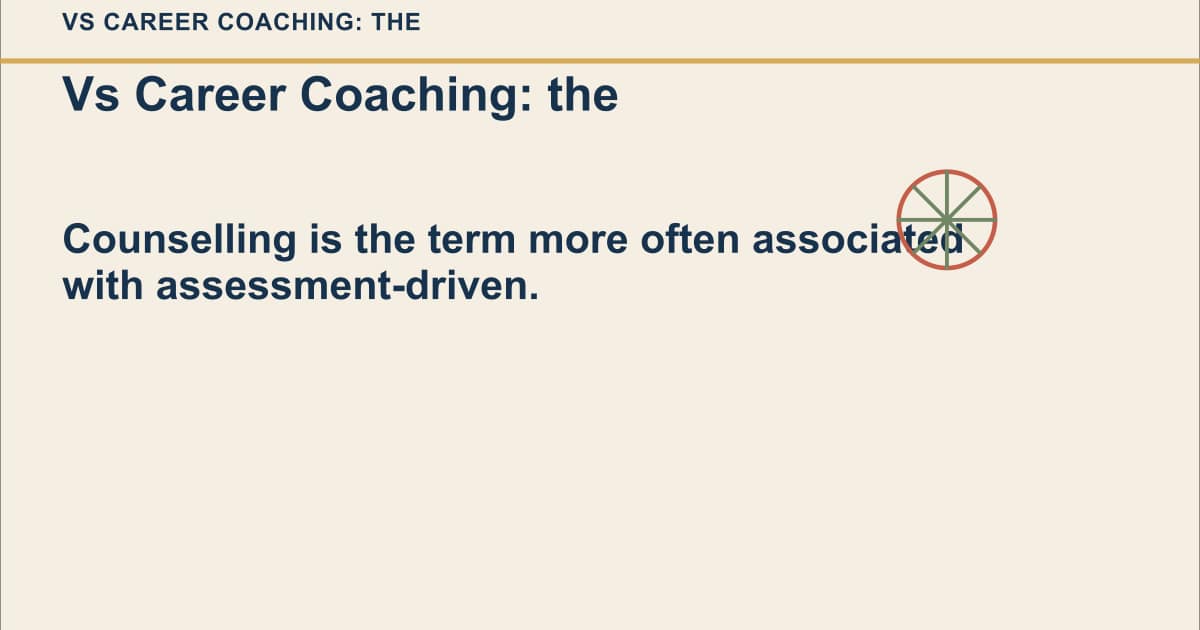 VS CAREER COACHING: THE
Vs Career Coaching: the
Counselling is the term more often associated
with assessment-driven.